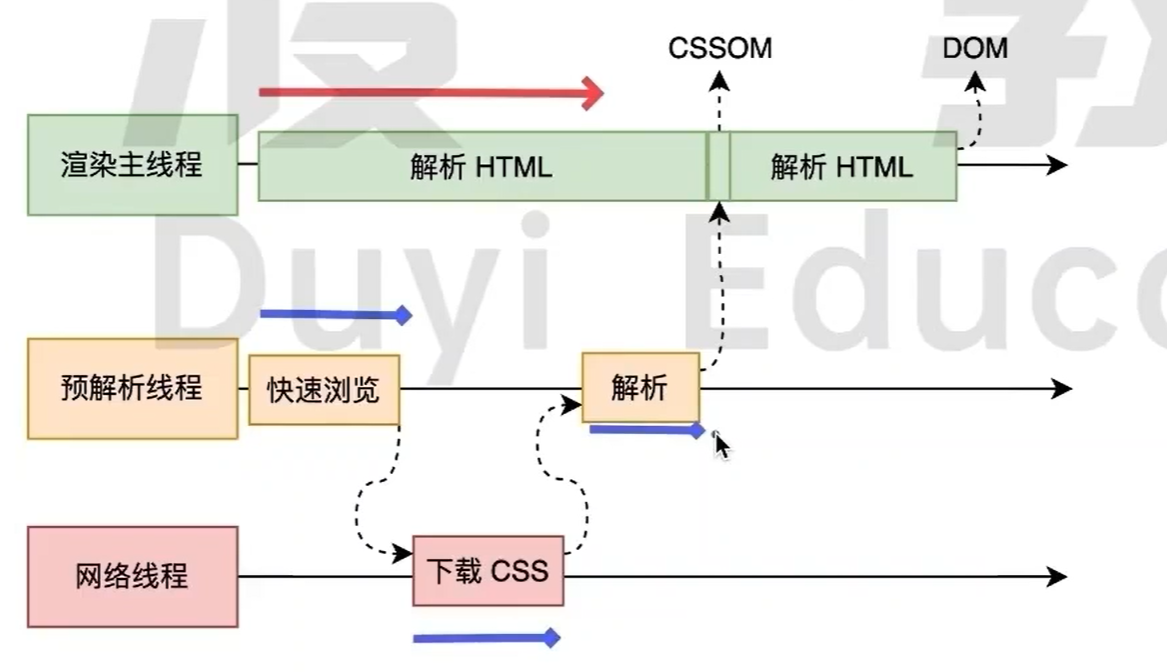 CSSOM
DOM
渲染主线程
解析 HTML
解析 HTML
Duyi Educ
预解析线程
快速浏览
解析
网络线程
下载 CSS